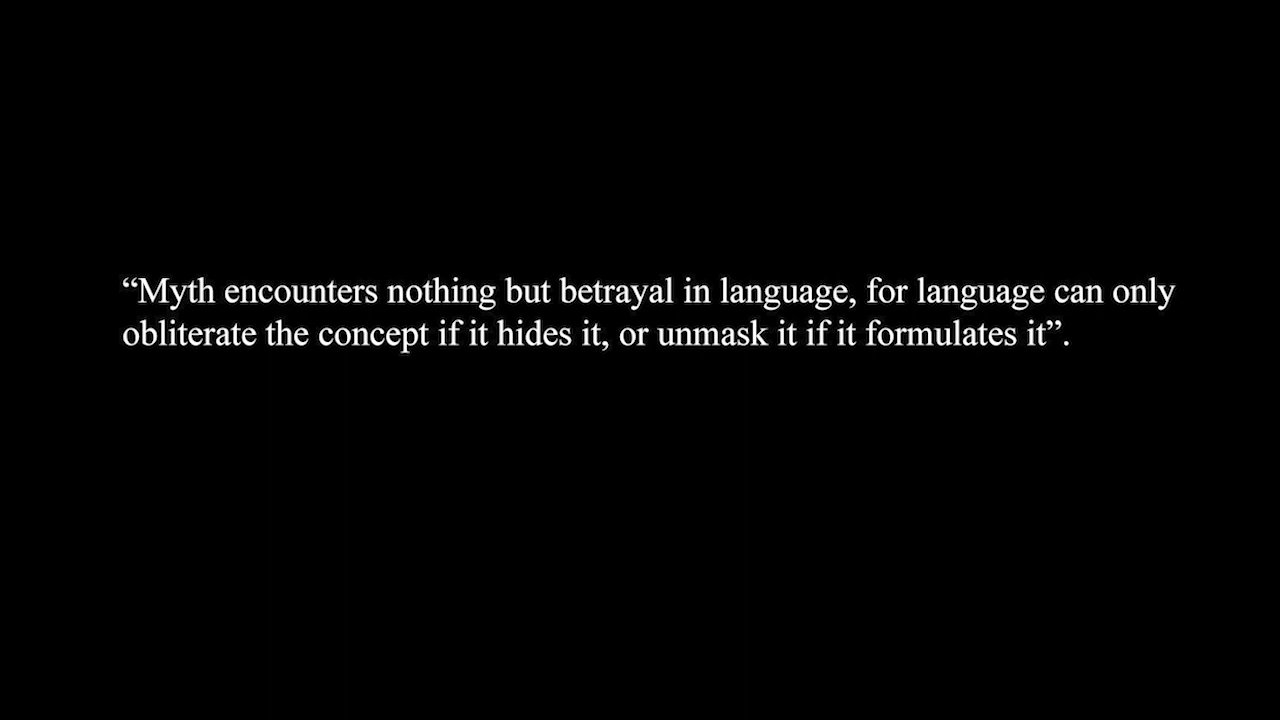 “Myth encounters nothing but betrayal in language, for language can only
obliterate the concept if it hides it, or unmask it if it formulates it”.